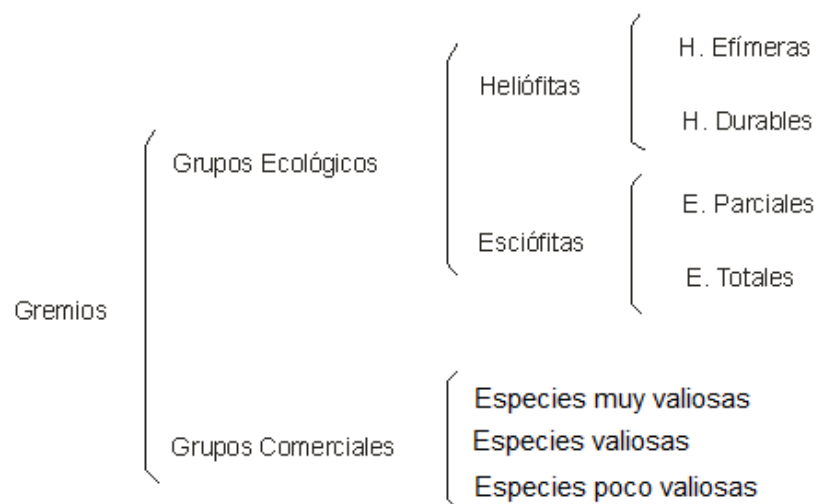 H. Efímeras
Heliófitas
H. Durables
Grupos Ecológicos
E. Parciales
Esciófitas
E. Totales
Gremios
Especies muy valiosas
Grupos Comerciales
Especies valiosas
Especies poco valiosas